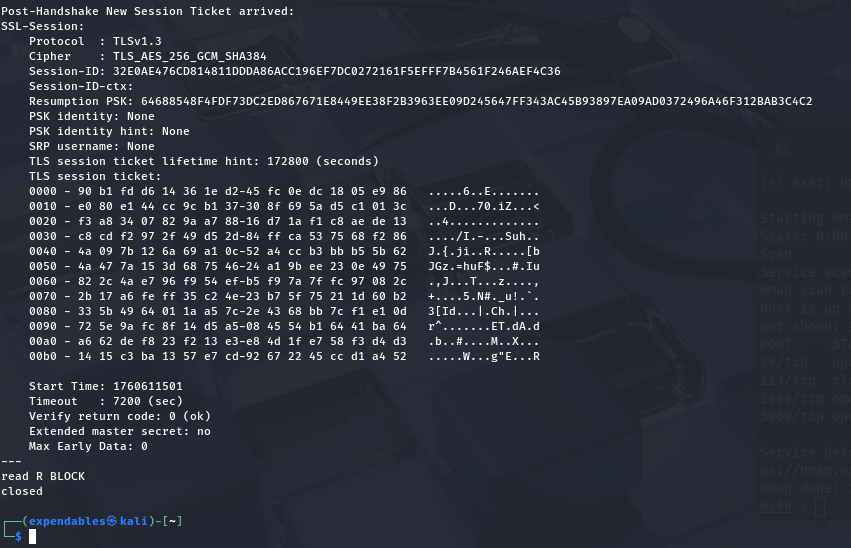 Post-Handshake New Session Ticket arrived:
SSL-Session:
    Protocol  : TLSv1.3
    Cipher    : TLS_AES_256_GCM_SHA384
    Session-ID: 32E0AE476CD814811DDDA86ACC196EF7DC0272161F5EFFF7B4561F246AEF4C36
    Session-ID-ctx:
    Resumption PSK: 64688548F4FDF73DC2ED867671E8449EE38F2B3963EE09D245647FF343AC45B93897EA09AD0372496A46F312BAB3C4C2
    PSK identity: None
    PSK identity hint: None
    SRP username: None
    TLS session ticket lifetime hint: 172800 (seconds)
    TLS session ticket:
    0000 - 90 b1 fd d6 14 36 1e d2-45 fc 0e dc 18 05 e9 86   .....6..E.......
    0010 - e0 80 e1 44 cc 9c b1 37-30 8f 69 5a d5 c1 01 3c   ...D...70.iZ...<
    0020 - f3 a8 34 07 82 9a a7 88-16 d7 1a f1 c8 ae de 13   ..4.............
    0030 - c8 cd f2 97 2f 49 d5 2d-84 ff ca 53 75 68 f2 86   ..../I.-...Suh..
    0040 - 4a 09 7b 12 6a 69 a1 0c-52 a4 cc b3 bb b5 5b 62   J.{.ji..R.....[b
    0050 - 4a 47 7a 15 3d 68 75 46-24 a1 9b ee 23 0e 49 75   JGz.=huF$...#.Iu
    0060 - 82 2c 4a e7 96 f9 54 ef-b5 f9 7a 7f fc 97 08 2c   .,J...T...z....,
    0070 - 2b 17 a6 fe ff 35 c2 4e-23 b7 5f 75 21 1d 60 b2   +....5.N#._u!.`.
    0080 - 33 5b 49 64 01 1a a5 7c-2e 43 68 bb 7c f1 e1 0d   3[Id...|.Ch.|...
    0090 - 72 5e 9a fc 8f 14 d5 a5-08 45 54 b1 64 41 ba 64   r^.......ET.dA.d
    00a0 - a6 62 de f8 23 f2 13 e3-e8 4d 1f e7 58 f3 d4 d3   .b..#....M..X...
    00b0 - 14 15 c3 ba 13 57 e7 cd-92 67 22 45 cc d1 a4 52   .....W...g"E...R
    Start Time: 1760611501
    Timeout   : 7200 (sec)
    Verify return code: 0 (ok)
    Extended master secret: no
    Max Early Data: 0
---
read R BLOCK
closed
┌──(expendables㉿kali)-[~]
└─$
exec: n
Starting Nma
Stats: 0:00:
Scan
Service scan
Nmap scan re
Host is up
Not shown:
PORT     STA
80/tcp   ope
113/tcp  clo
2000/tcp ope
5060/tcp ope
Service dete
ps://nmap.o
Nmap done:
msf6 >